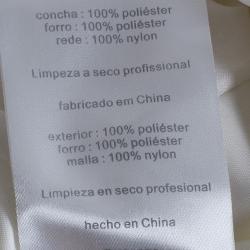 concha : 100% poliéster
forro : 100% poliéster
rede : 100% nylon
Limpeza a seco profissional
fabricado em China
exterior : 100% poliéster
forro : 100% poliéster
malla : 100% nylon
Limpieza en seco profesional
hecho en China